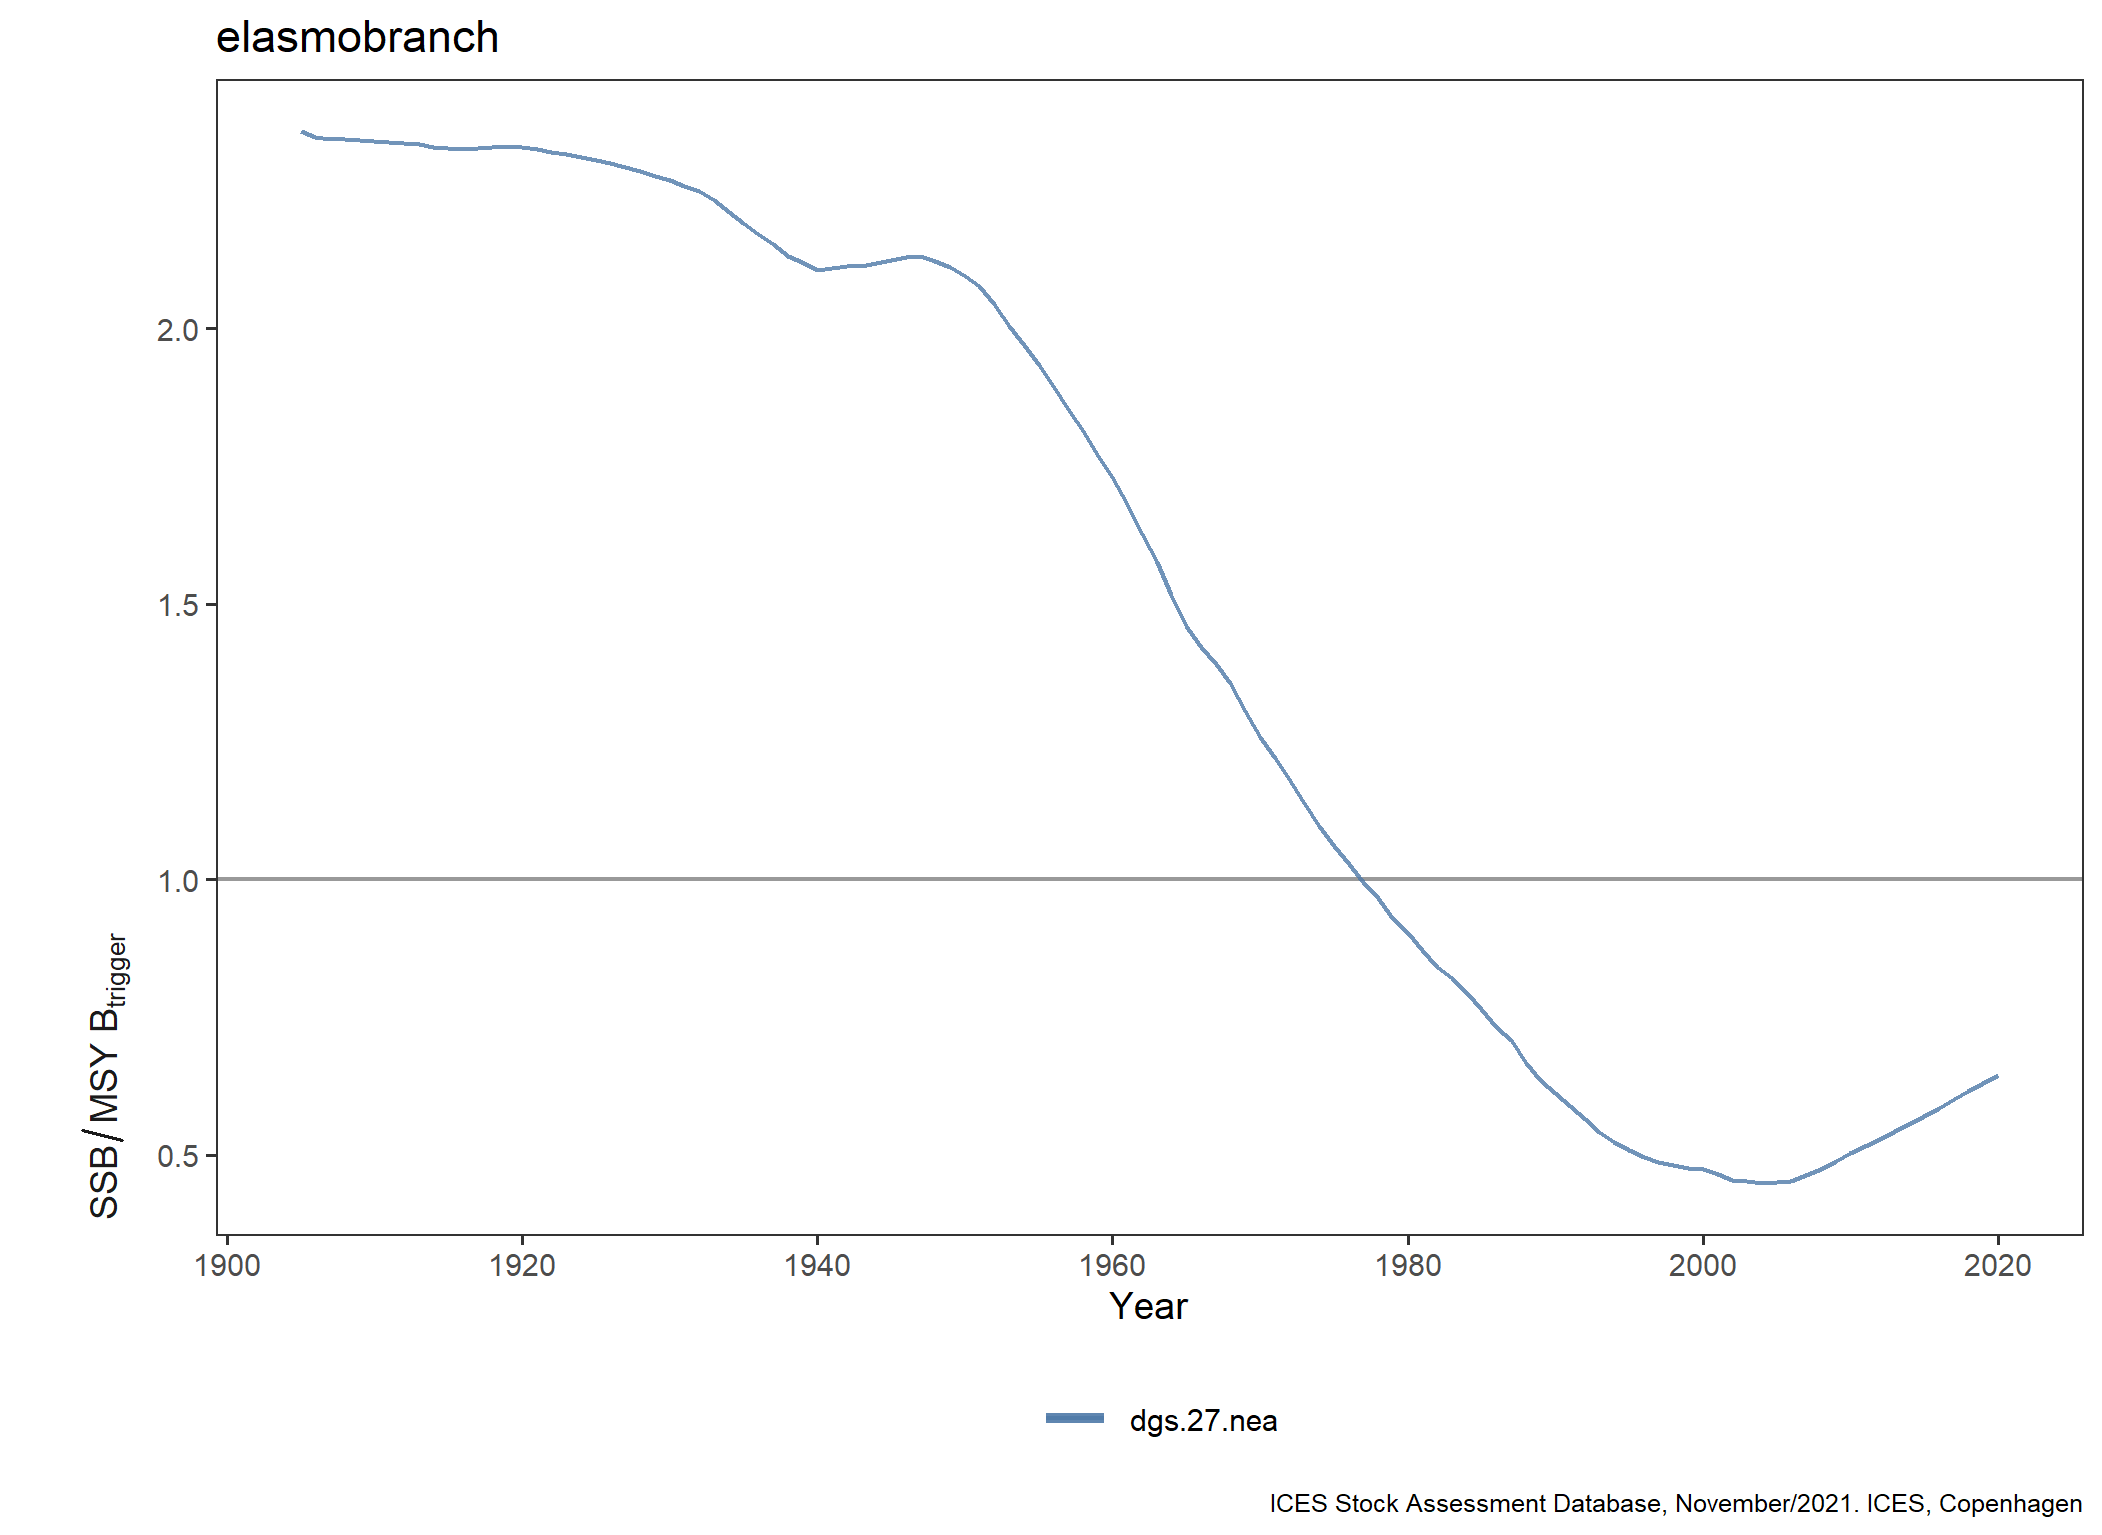 elasmobranch
2.0
1.5
1.0
0.5
SSB/MSY Btrigger
1900 1920 1940 1960 1980 2000 2020
Year
dgs.27.nea
ICES Stock Assessment Database, November/2021. ICES, Copenhagen